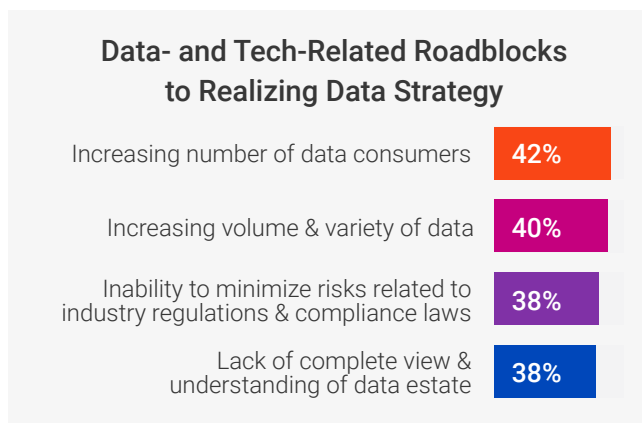 Data- and Tech-Related Roadblocks
to Realizing Data Strategy
Increasing number of data consumers
42%
Increasing volume & variety of data
40%
Inability to minimize risks related to
industry regulations & compliance laws
38%
Lack of complete view &
understanding of data estate
38%